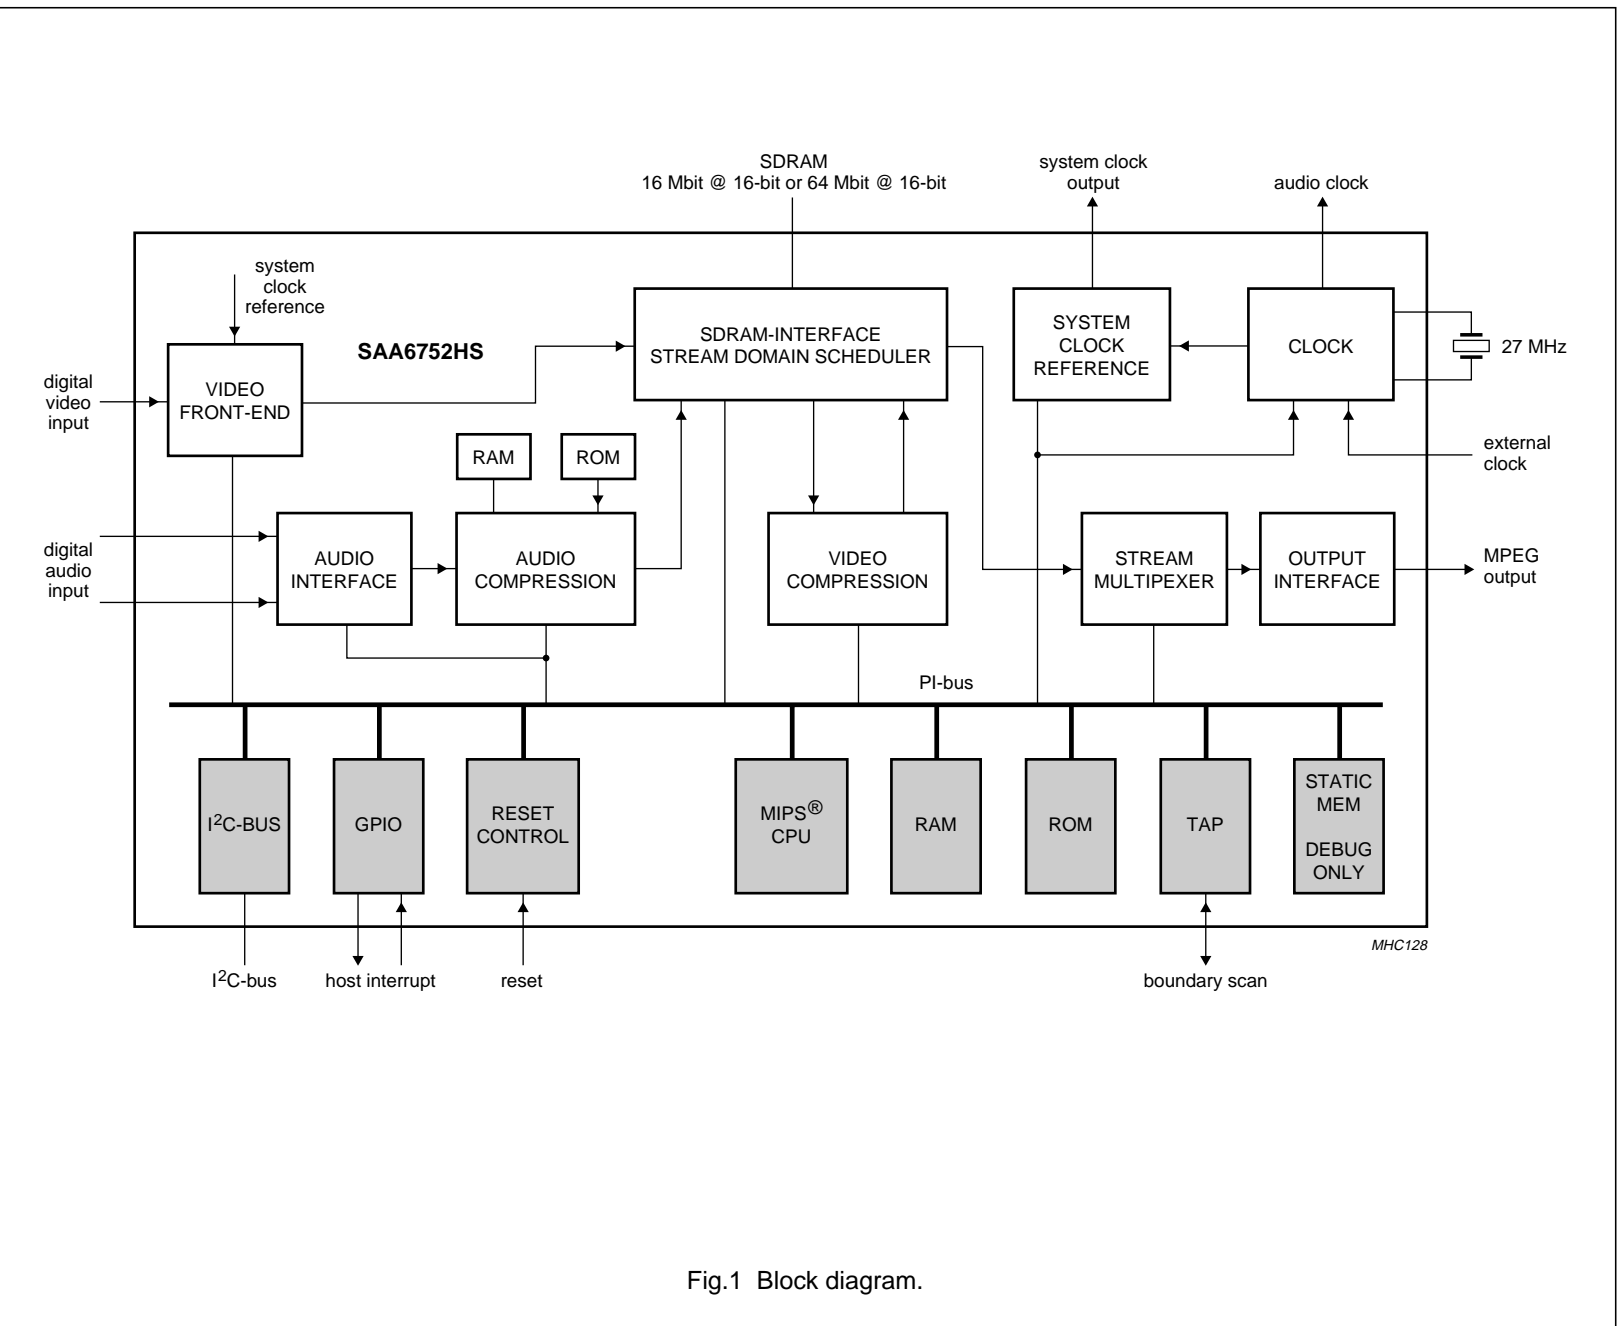 SDRAM
16 Mbit @ 16-bit or 64 Mbit @ 16-bit
system clock
output
audio clock
system
clock
reference
SAA6752HS
digital
video
input
VIDEO
FRONT-END
SDRAM-INTERFACE
STREAM DOMAIN SCHEDULER
SYSTEM
CLOCK
REFERENCE
CLOCK
27 MHz
external
clock
RAM
ROM
digital
audio
input
AUDIO
INTERFACE
AUDIO
COMPRESSION
VIDEO
COMPRESSION
STREAM
MULTIPEXER
OUTPUT
INTERFACE
MPEG
output
PI-bus
I2C-BUS
GPIO
RESET
CONTROL
MIPS®
CPU
RAM
ROM
TAP
STATIC
MEM
DEBUG
ONLY
MHC128
I2C-bus
host interrupt
reset
boundary scan
Fig.1 Block diagram.